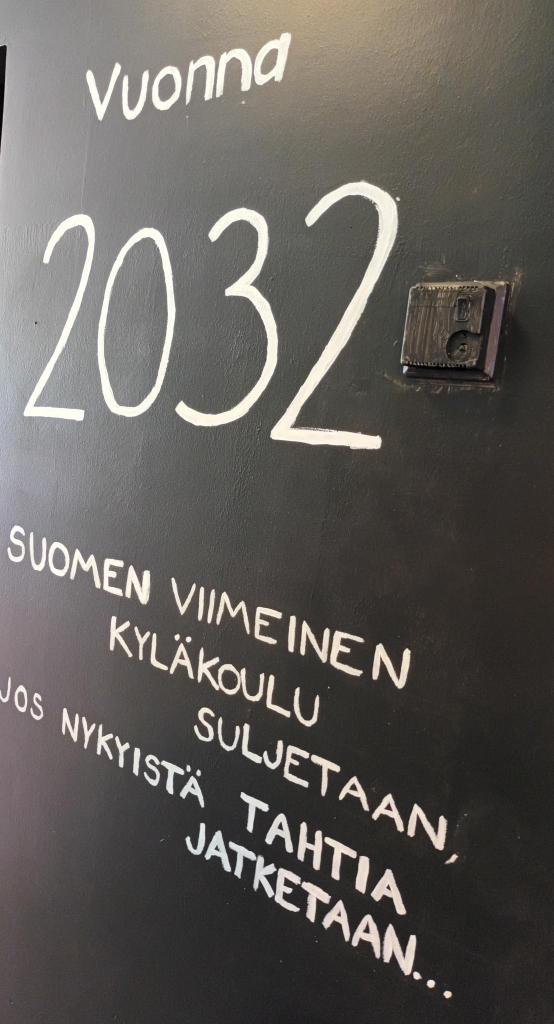 Vuonna
2032
SUOMEN VIIMEINEN
KYLÄKOULU
SULJETAAN,
JOS NYKYISTÄ TAHTIA
JATKETAAN...